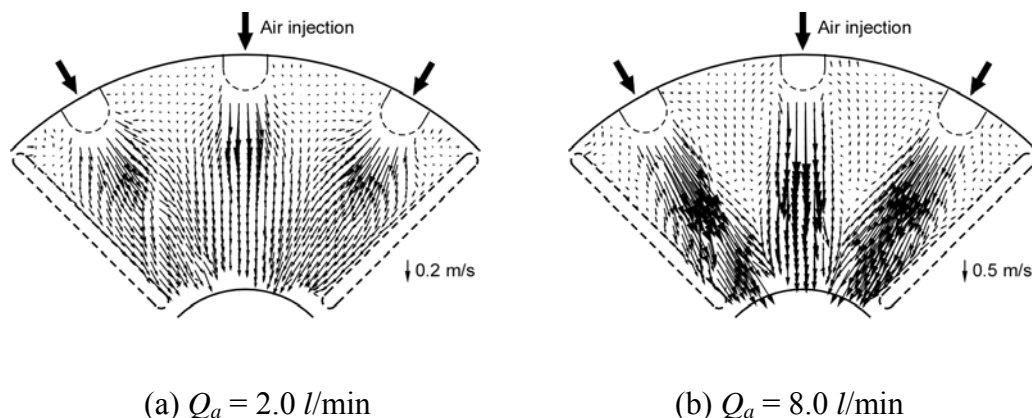 Air injection
0.2 m/s
(a) Qa = 2.0 l/min
Air injection
0.5 m/s
(b) Qa = 8.0 l/min